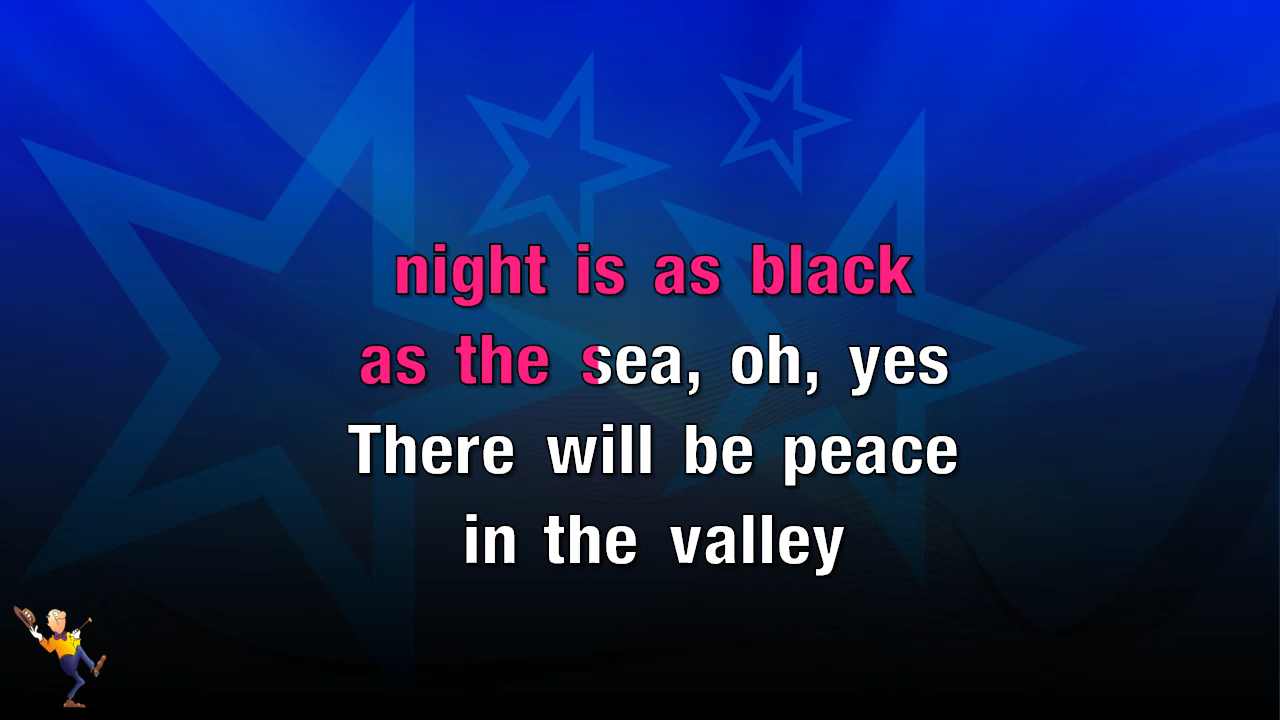 night is as black
as the sea, oh, yes
There will be peace
in the valley